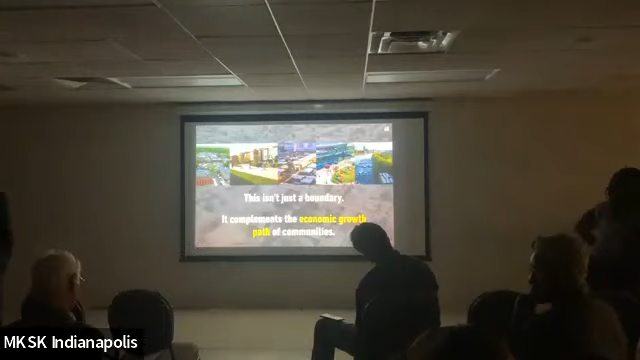 This isn't just a boundary.
It complements the economic growth
path of communities.
MKSK Indianapolis